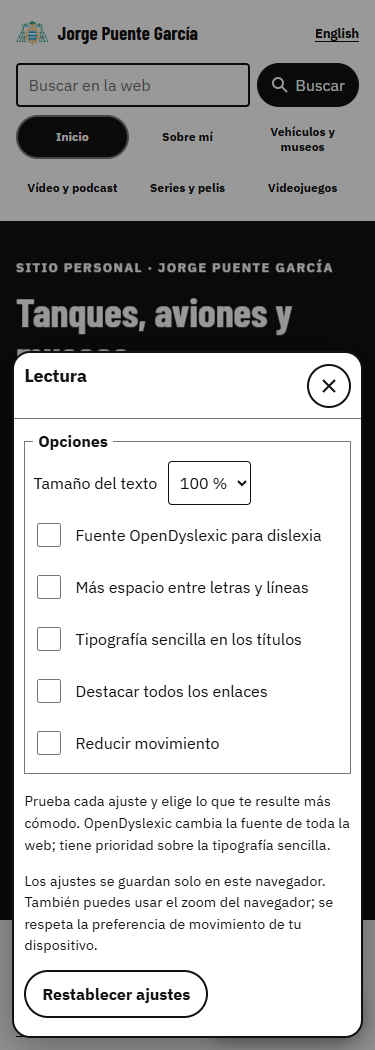 Jorge Puente García
English
Buscar en la web
Buscar
Inicio
Sobre mí
Vehículos y
museos
Vídeo y podcast
Series y pelis
Videojuegos
SITIO PERSONAL · JORGE PUENTE GARCÍA
Tanques, aviones y
Lectura
Opciones
Tamaño del texto
100 %
Fuente OpenDyslexic para dislexia
Más espacio entre letras y líneas
Tipografía sencilla en los títulos
Destacar todos los enlaces
Reducir movimiento
Prueba cada ajuste y elige lo que te resulte más
cómodo. OpenDyslexic cambia la fuente de toda la
web; tiene prioridad sobre la tipografía sencilla.
Los ajustes se guardan solo en este navegador.
También puedes usar el zoom del navegador; se
respeta la preferencia de movimiento de tu
dispositivo.
Restablecer ajustes